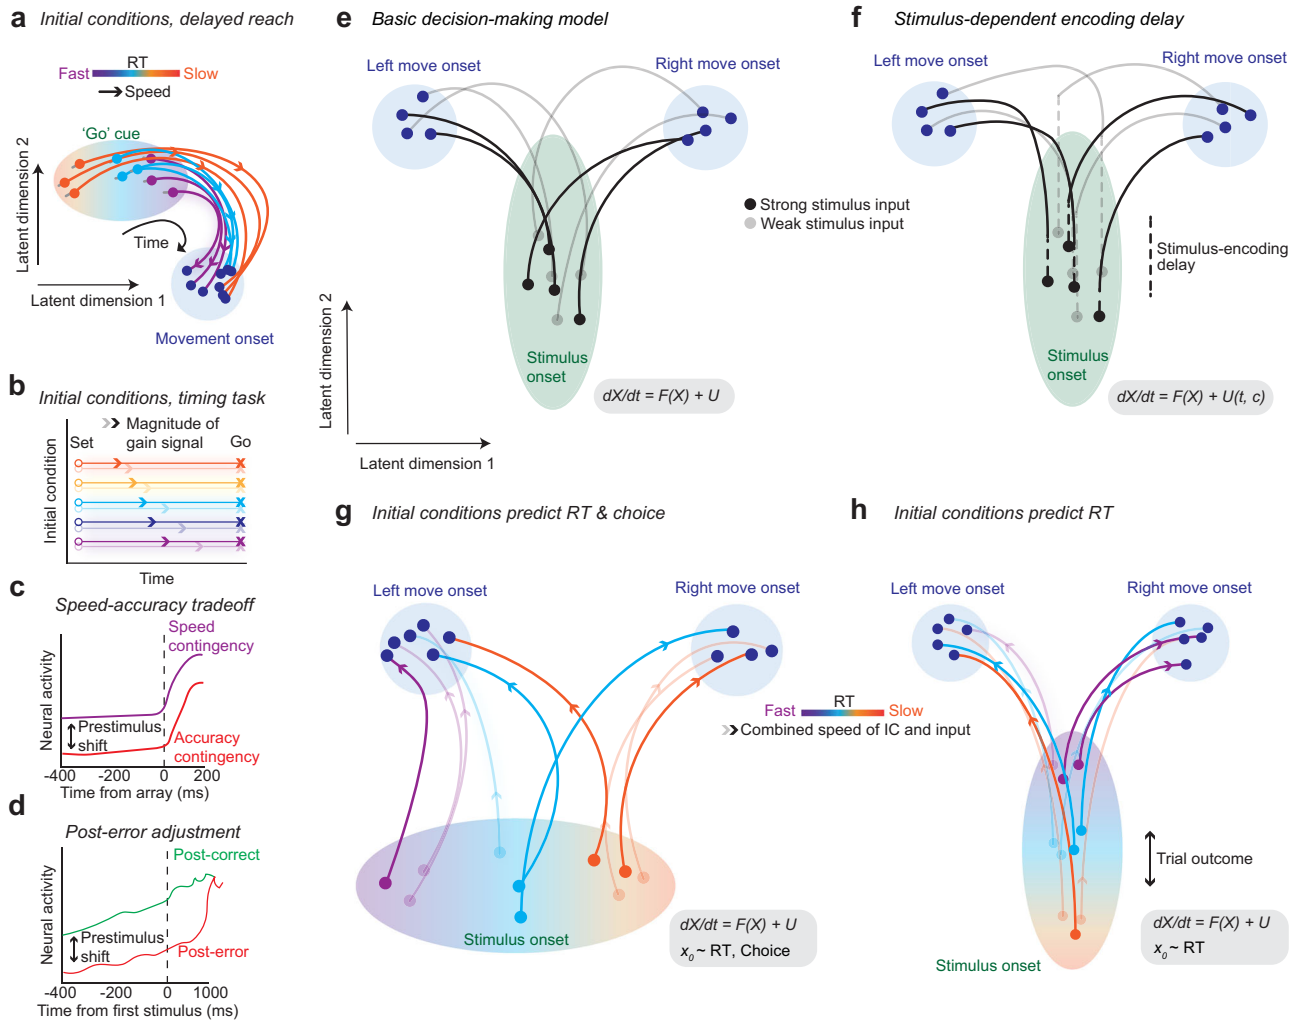 a Initial conditions, delayed reach
RT
Fast Slow
Speed
'Go' cue
Latent dimension 2
Time
Latent dimension 1
Movement onset
b Initial conditions, timing task
Magnitude of
gain signal
Set Go
Initial condition
Time
c Speed-accuracy tradeoff
Speed
contingency
Neural activity
Prestimulus
shift
Accuracy
contingency
-400 -200 0 200
Time from array (ms)
d Post-error adjustment
Post-correct
Neural activity
Prestimulus
shift
Post-error
-400 -200 0 1000
Time from first stimulus (ms)
e Basic decision-making model
Left move onset
Right move onset
Strong stimulus input
Weak stimulus input
Stimulus
onset
dX/dt = F(X) + U
Latent dimension 2
Latent dimension 1
f Stimulus-dependent encoding delay
Left move onset
Right move onset
Stimulus-encoding
delay
Stimulus
onset
dX/dt = F(X) + U(t, c)
g Initial conditions predict RT & choice
Left move onset
Right move onset
RT
Fast Slow
Combined speed of IC and input
Stimulus onset
dX/dt = F(X) + U
x₀ ~ RT, Choice
h Initial conditions predict RT
Left move onset
Right move onset
Trial outcome
Stimulus onset
dX/dt = F(X) + U
x₀ ~ RT